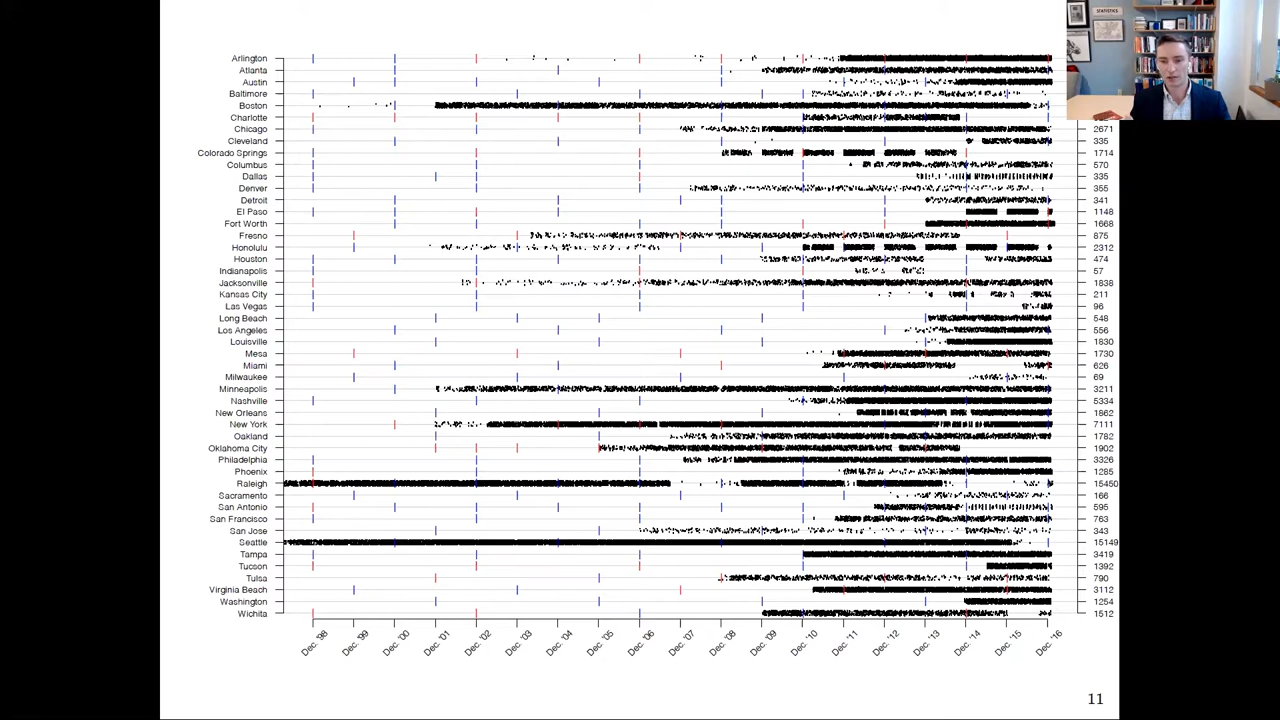 STATISTICS
Arlington
Atlanta
Austin
Baltimore
Boston
Charlotte
Chicago 2671
Cleveland 335
Colorado Springs 1714
Columbus 570
Dallas 335
Denver 355
Detroit 341
El Paso 1148
Fort Worth 1668
Fresno 875
Honolulu 2312
Houston 474
Indianapolis 57
Jacksonville 1838
Kansas City 211
Las Vegas 96
Long Beach 548
Los Angeles 556
Louisville 1830
Mesa 1730
Miami 626
Milwaukee 69
Minneapolis 3211
Nashville 5334
New Orleans 1862
New York 7111
Oakland 1782
Oklahoma City 1902
Philadelphia 3326
Phoenix 1285
Raleigh 15450
Sacramento 166
San Antonio 595
San Francisco 763
San Jose 343
Seattle 15149
Tampa 3419
Tucson 1392
Tulsa 790
Virginia Beach 3112
Washington 1254
Wichita 1512
Dec. '98 Dec. '99 Dec. '00 Dec. '01 Dec. '02 Dec. '03 Dec. '04 Dec. '05 Dec. '06 Dec. '07 Dec. '08 Dec. '09 Dec. '10 Dec. '11 Dec. '12 Dec. '13 Dec. '14 Dec. '15 Dec. '16
11